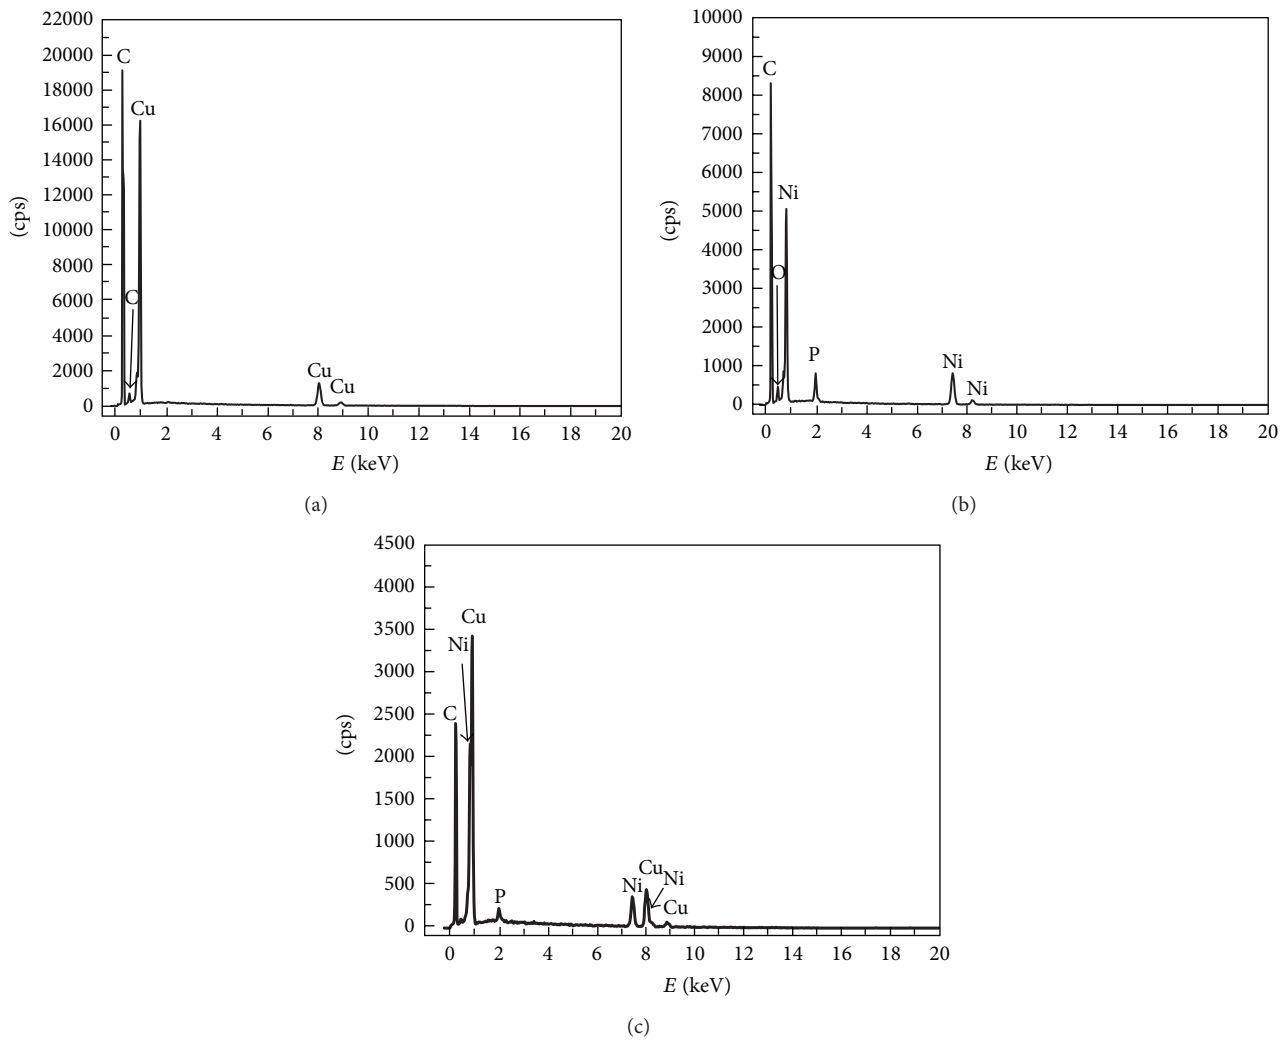 22000
20000
18000
16000
14000
12000
10000
8000
6000
4000
2000
0
(cps)
C
Cu
C
Cu
Cu
0 2 4 6 8 10 12 14 16 18 20
E (keV)
(a)
10000
9000
8000
7000
6000
5000
4000
3000
2000
1000
0
(cps)
C
Ni
O
P
Ni
Ni
0 2 4 6 8 10 12 14 16 18 20
E (keV)
(b)
4500
4000
3500
3000
2500
2000
1500
1000
500
0
(cps)
Cu
Ni
C
P
Ni
Cu
Ni
Cu
0 2 4 6 8 10 12 14 16 18 20
E (keV)
(c)